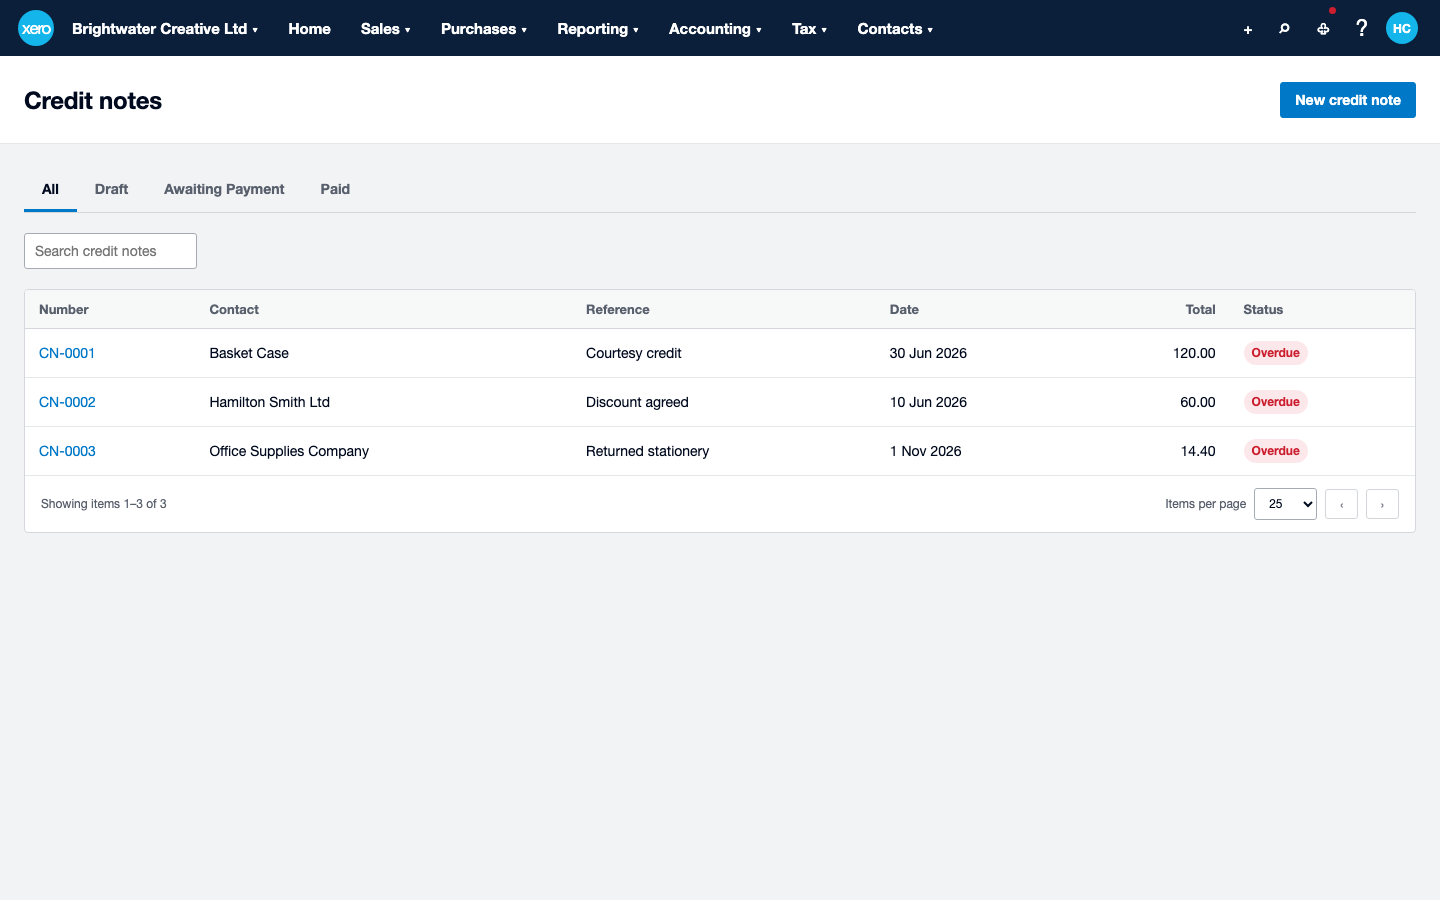 xero Brightwater Creative Ltd ▾ Home Sales ▾ Purchases ▾ Reporting ▾ Accounting ▾ Tax ▾ Contacts ▾ + ? HC
Credit notes
New credit note
All Draft Awaiting Payment Paid
Search credit notes
Number Contact Reference Date Total Status
CN-0001 Basket Case Courtesy credit 30 Jun 2026 120.00 Overdue
CN-0002 Hamilton Smith Ltd Discount agreed 10 Jun 2026 60.00 Overdue
CN-0003 Office Supplies Company Returned stationery 1 Nov 2026 14.40 Overdue
Showing items 1–3 of 3 Items per page 25 ‹ ›